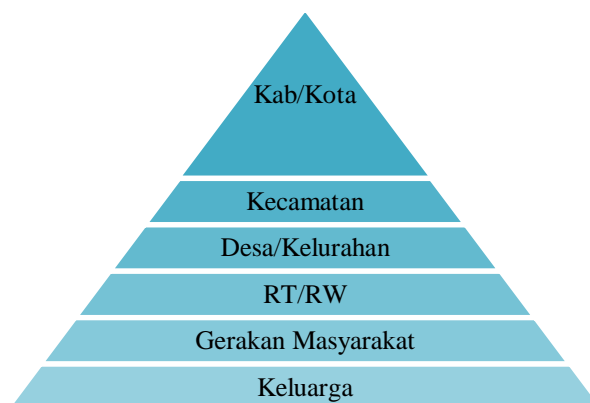 Kab/Kota
Kecamatan
Desa/Kelurahan
RT/RW
Gerakan Masyarakat
Keluarga